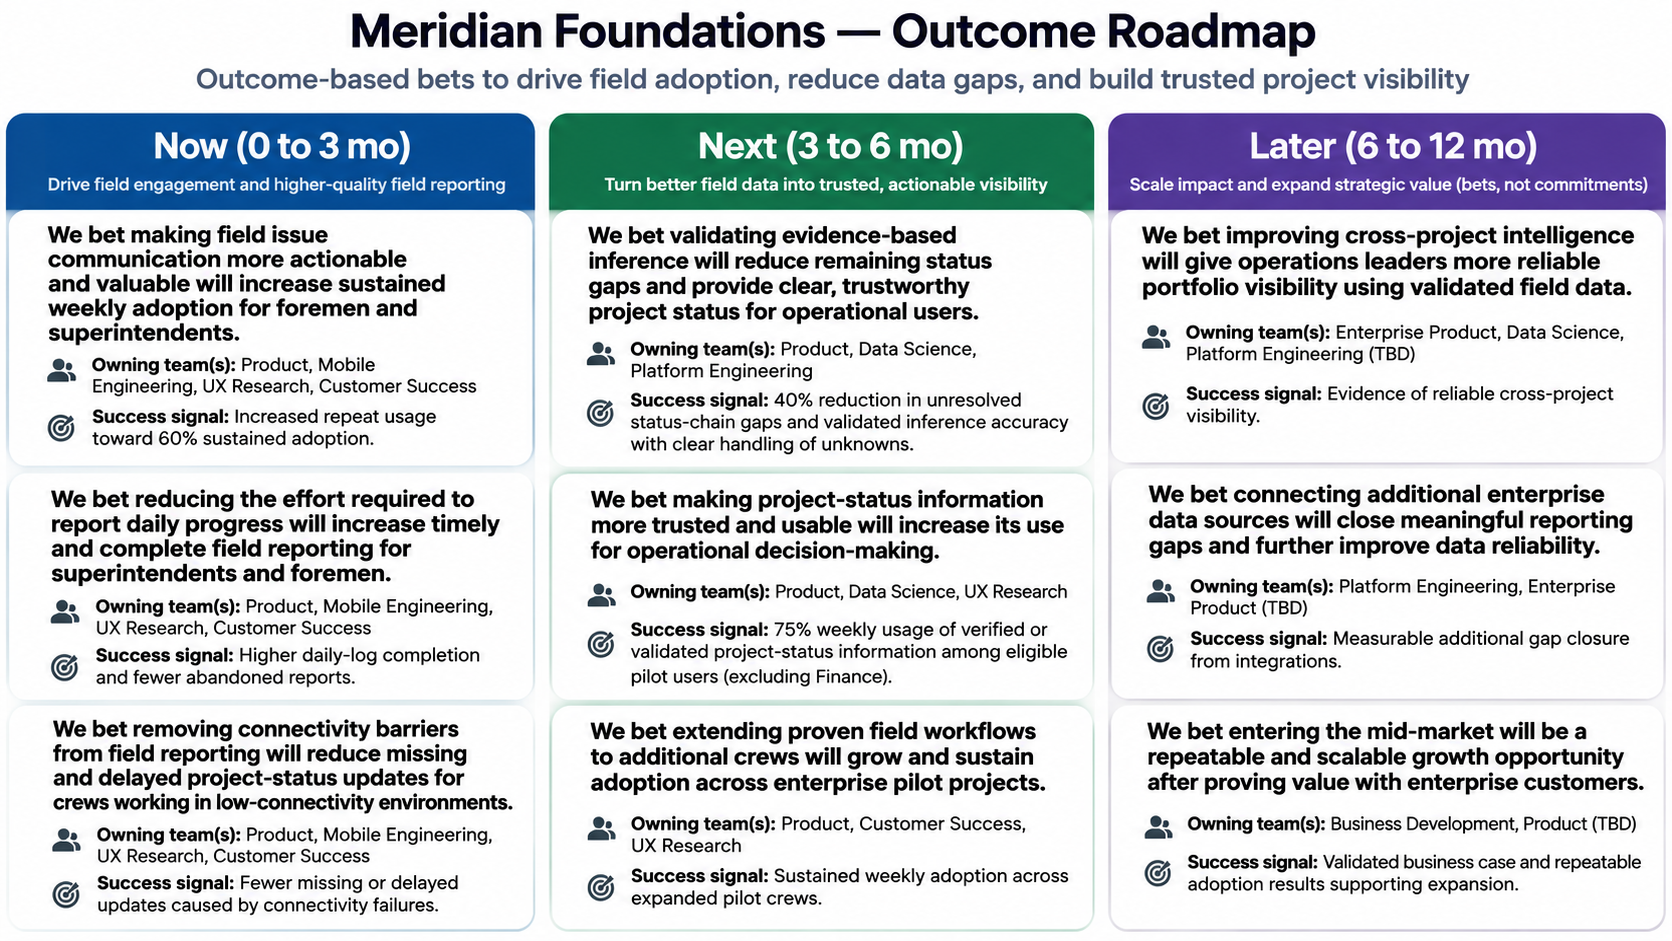 Meridian Foundations — Outcome Roadmap
Outcome-based bets to drive field adoption, reduce data gaps, and build trusted project visibility
Now (0 to 3 mo)
Drive field engagement and higher-quality field reporting
We bet making field issue
communication more actionable
and valuable will increase sustained
weekly adoption for foremen and
superintendents.
Owning team(s): Product, Mobile
Engineering, UX Research, Customer Success
Success signal: Increased repeat usage
toward 60% sustained adoption.
We bet reducing the effort required to
report daily progress will increase timely
and complete field reporting for
superintendents and foremen.
Owning team(s): Product, Mobile Engineering,
UX Research, Customer Success
Success signal: Higher daily-log completion
and fewer abandoned reports.
We bet removing connectivity barriers
from field reporting will reduce missing
and delayed project-status updates for
crews working in low-connectivity environments.
Owning team(s): Product, Mobile Engineering,
UX Research, Customer Success
Success signal: Fewer missing or delayed
updates caused by connectivity failures.
Next (3 to 6 mo)
Turn better field data into trusted, actionable visibility
We bet validating evidence-based
inference will reduce remaining status
gaps and provide clear, trustworthy
project status for operational users.
Owning team(s): Product, Data Science,
Platform Engineering
Success signal: 40% reduction in unresolved
status-chain gaps and validated inference accuracy
with clear handling of unknowns.
We bet making project-status information
more trusted and usable will increase its use
for operational decision-making.
Owning team(s): Product, Data Science, UX Research
Success signal: 75% weekly usage of verified or
validated project-status information among eligible
pilot users (excluding Finance).
We bet extending proven field workflows
to additional crews will grow and sustain
adoption across enterprise pilot projects.
Owning team(s): Product, Customer Success,
UX Research
Success signal: Sustained weekly adoption across
expanded pilot crews.
Later (6 to 12 mo)
Scale impact and expand strategic value (bets, not commitments)
We bet improving cross-project intelligence
will give operations leaders more reliable
portfolio visibility using validated field data.
Owning team(s): Enterprise Product, Data Science,
Platform Engineering (TBD)
Success signal: Evidence of reliable cross-project
visibility.
We bet connecting additional enterprise
data sources will close meaningful reporting
gaps and further improve data reliability.
Owning team(s): Platform Engineering, Enterprise
Product (TBD)
Success signal: Measurable additional gap closure
from integrations.
We bet entering the mid-market will be a
repeatable and scalable growth opportunity
after proving value with enterprise customers.
Owning team(s): Business Development, Product (TBD)
Success signal: Validated business case and repeatable
adoption results supporting expansion.